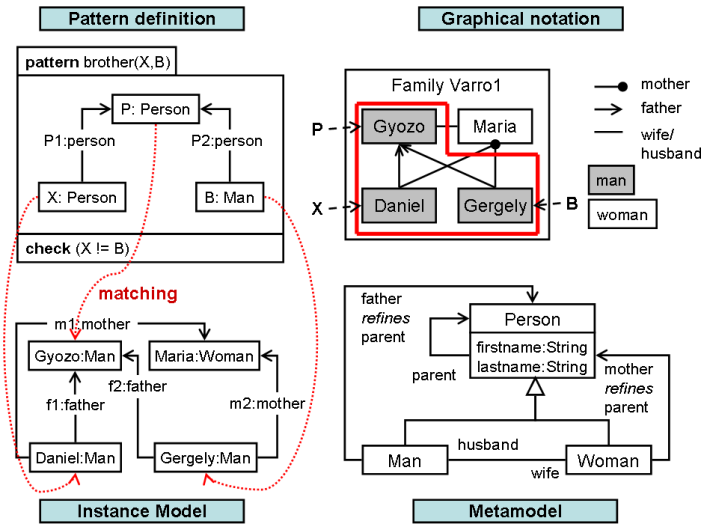 Pattern definition
pattern brother(X,B)
P: Person
P1:person
P2:person
X: Person
B: Man
check (X != B)
matching
m1:mother
Gyozo:Man
Maria:Woman
f2:father
f1:father
m2:mother
Daniel:Man
Gergely:Man
Instance Model
Graphical notation
Family Varro1
P
Gyozo
Maria
X
Daniel
Gergely
B
mother
father
wife/
husband
man
woman
father
refines
parent
Person
firstname:String
lastname:String
parent
mother
refines
parent
husband
Man
Woman
wife
Metamodel